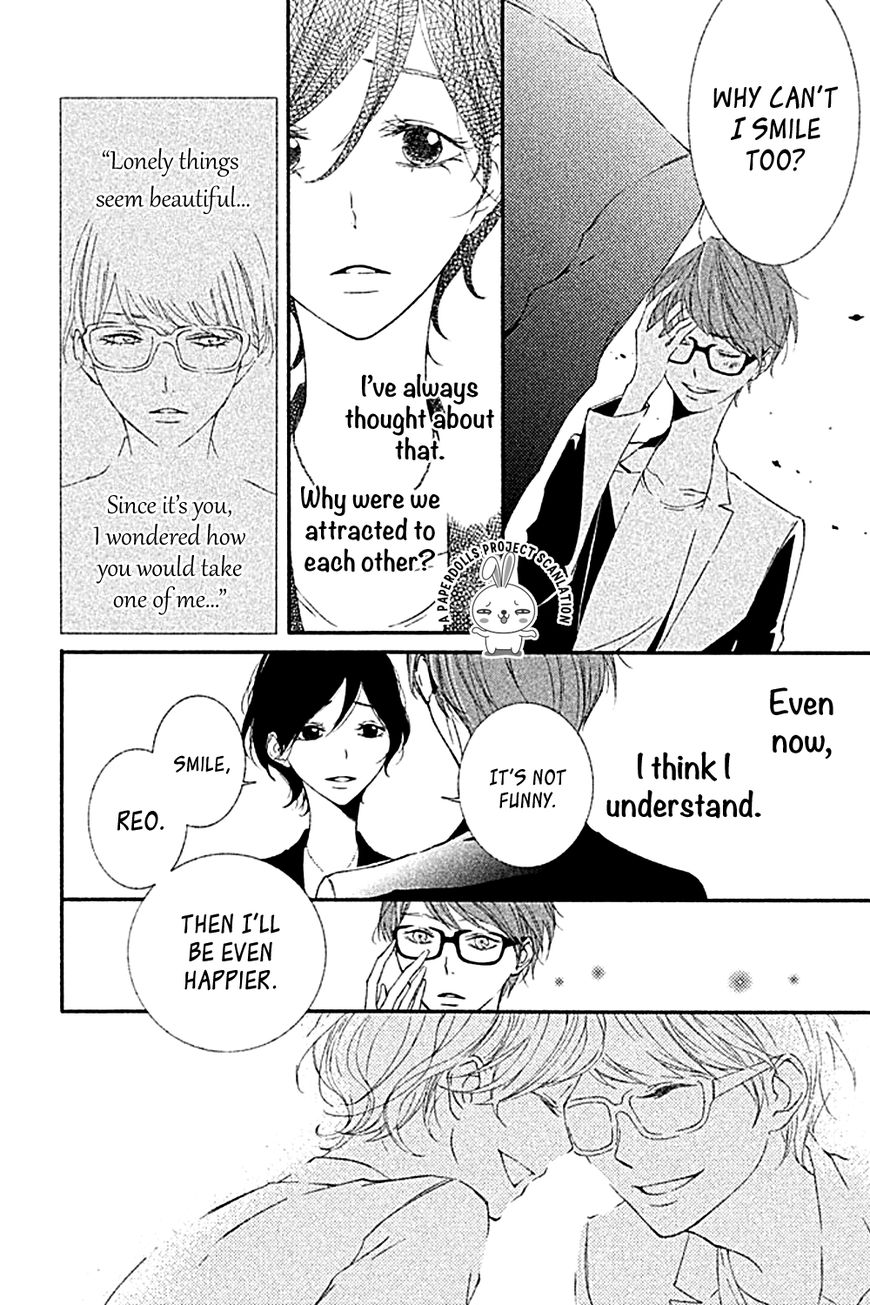 WHY CAN'T
I SMILE
TOO?
I've always
thought about
that.
Why were we
attracted to
each other?
"Lonely things
seem beautiful...
Since it's you,
I wondered how
you would take
one of me..."
A PAPERDOLLS PROJECT SCANLATION
Even
now,
I think I
understand.
IT'S NOT
FUNNY.
SMILE,
REO.
THEN I'LL
BE EVEN
HAPPIER.